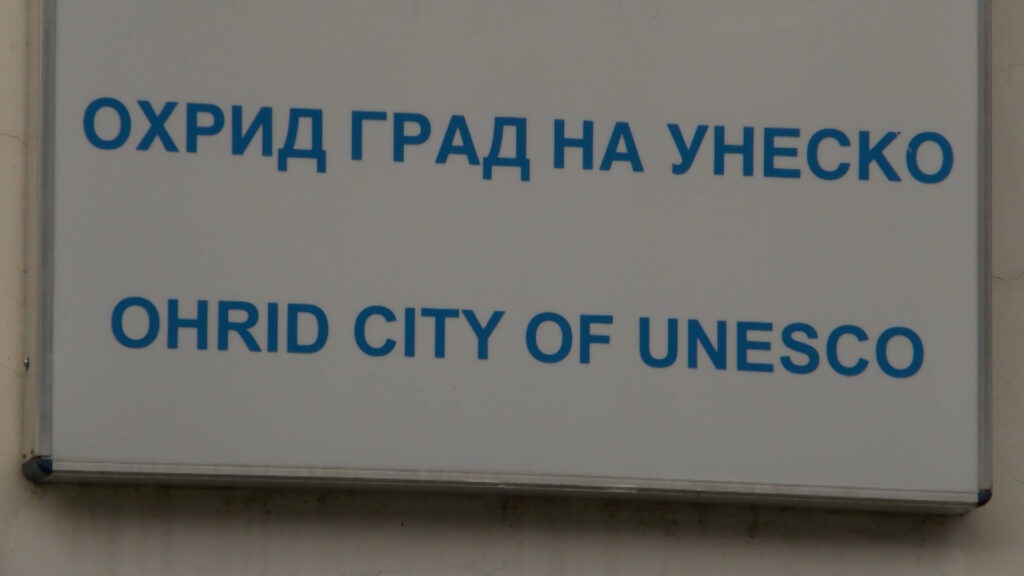 ОХРИД ГРАД НА УНЕСКО
OHRID CITY OF UNESCO